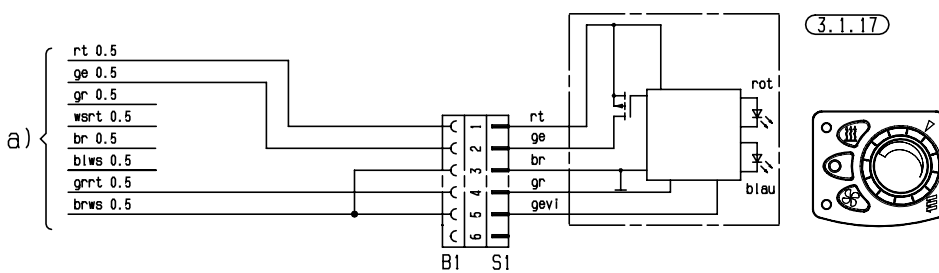 3.1.17
a)
rt 0.5
ge 0.5
gr 0.5
wsrt 0.5
br 0.5
blws 0.5
grrt 0.5
brws 0.5
1
2
3
4
5
6
B1
S1
rt
ge
br
gr
gevi
rot
blau